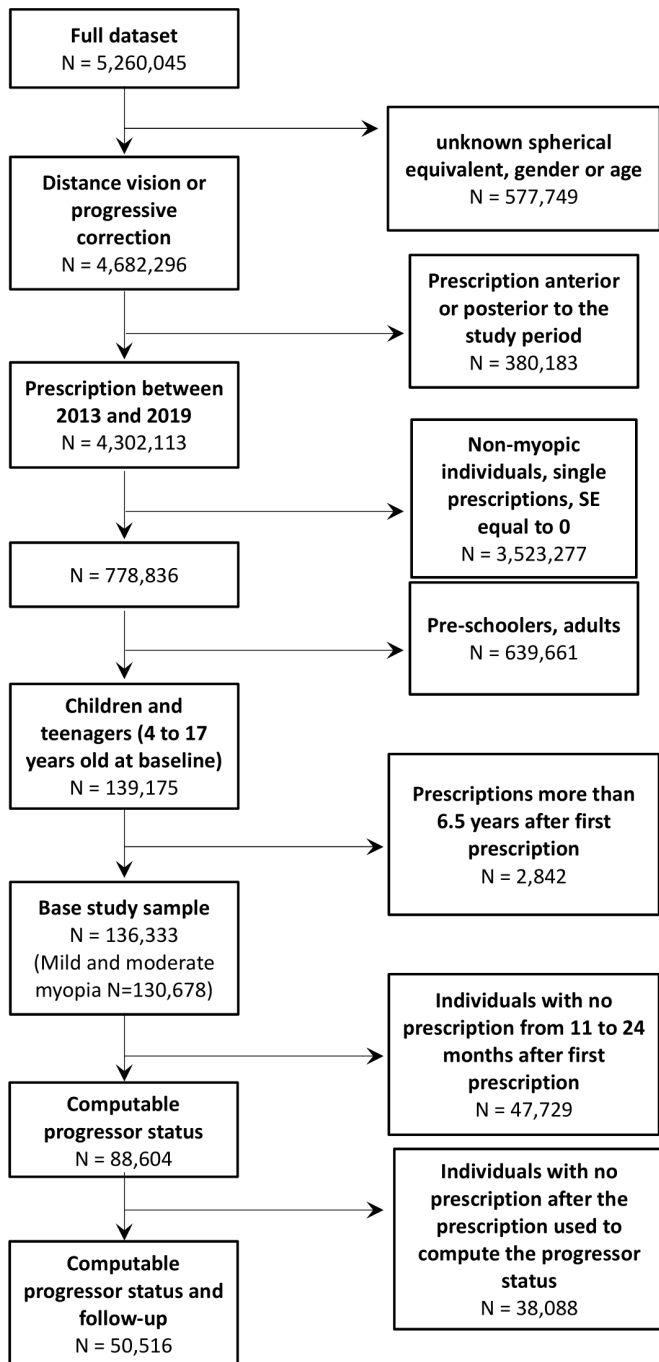 Full dataset
N = 5,260,045
unknown spherical
equivalent, gender or age
N = 577,749
Distance vision or
progressive
correction
N = 4,682,296
Prescription anterior
or posterior to the
study period
N = 380,183
Prescription between
2013 and 2019
N = 4,302,113
Non-myopic
individuals, single
prescriptions, SE
equal to 0
N = 3,523,277
N = 778,836
Pre-schoolers, adults
N = 639,661
Children and
teenagers (4 to 17
years old at baseline)
N = 139,175
Prescriptions more than
6.5 years after first
prescription
N = 2,842
Base study sample
N = 136,333
(Mild and moderate
myopia N=130,678)
Individuals with no
prescription from 11 to 24
months after first
prescription
N = 47,729
Computable
progressor status
N = 88,604
Individuals with no
prescription after the
prescription used to
compute the progressor
status
N = 38,088
Computable
progressor status and
follow-up
N = 50,516